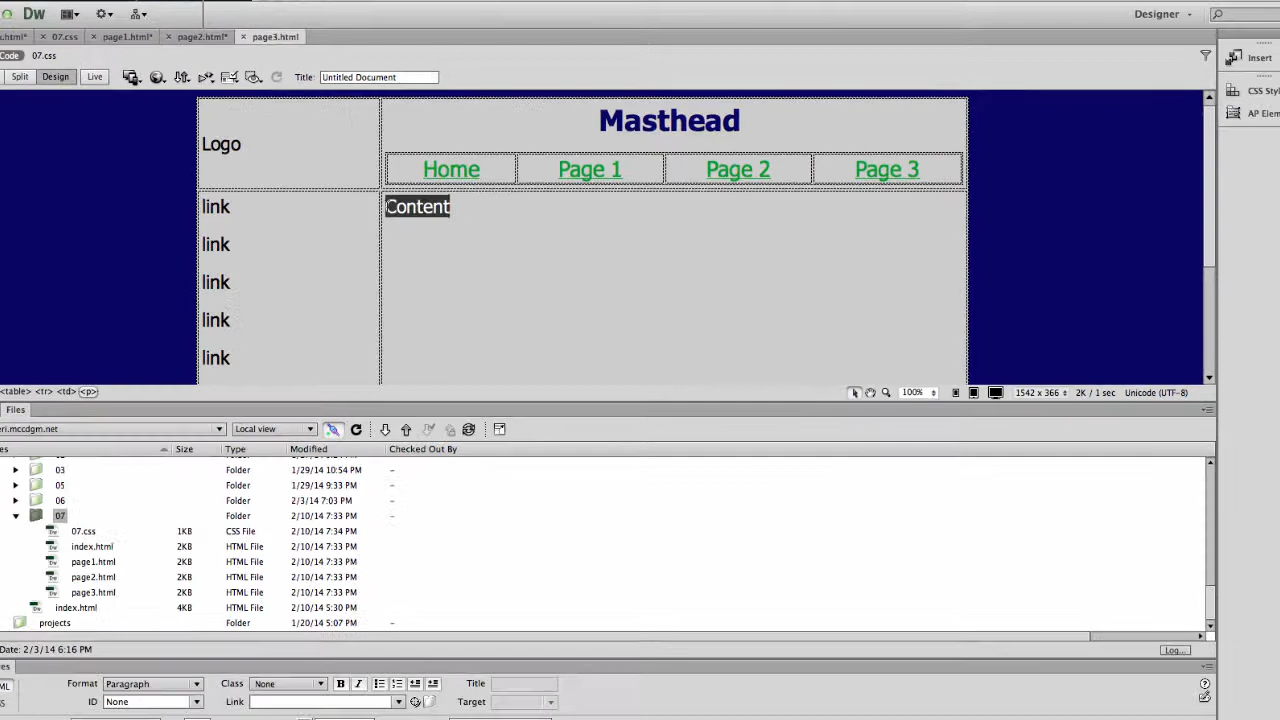 Dw Designer
.html* 07.css page1.html* page2.html* page3.html
Code 07.css
Split Design Live Title: Untitled Document
Insert
CSS Styl
AP Elem
Masthead
Logo
Home Page 1 Page 2 Page 3
link Content
link
link
link
link
<table> <tr> <td> <p> 100% 1542 x 366 2K / 1 sec Unicode (UTF-8)
Files
eri.mccdgm.net Local view
es Size Type Modified Checked Out By
03 Folder 1/29/14 10:54 PM -
05 Folder 1/29/14 9:33 PM -
06 Folder 2/3/14 7:03 PM -
07 Folder 2/10/14 7:33 PM
07.css 1KB CSS File 2/10/14 7:34 PM
index.html 2KB HTML File 2/10/14 7:33 PM
page1.html 2KB HTML File 2/10/14 7:33 PM
page2.html 2KB HTML File 2/10/14 7:33 PM
page3.html 2KB HTML File 2/10/14 7:33 PM
index.html 4KB HTML File 2/10/14 5:30 PM
projects Folder 1/20/14 5:07 PM -
Date: 2/3/14 6:16 PM Log...
es
ML Format Paragraph Class None B I Title
SS ID None Link Target